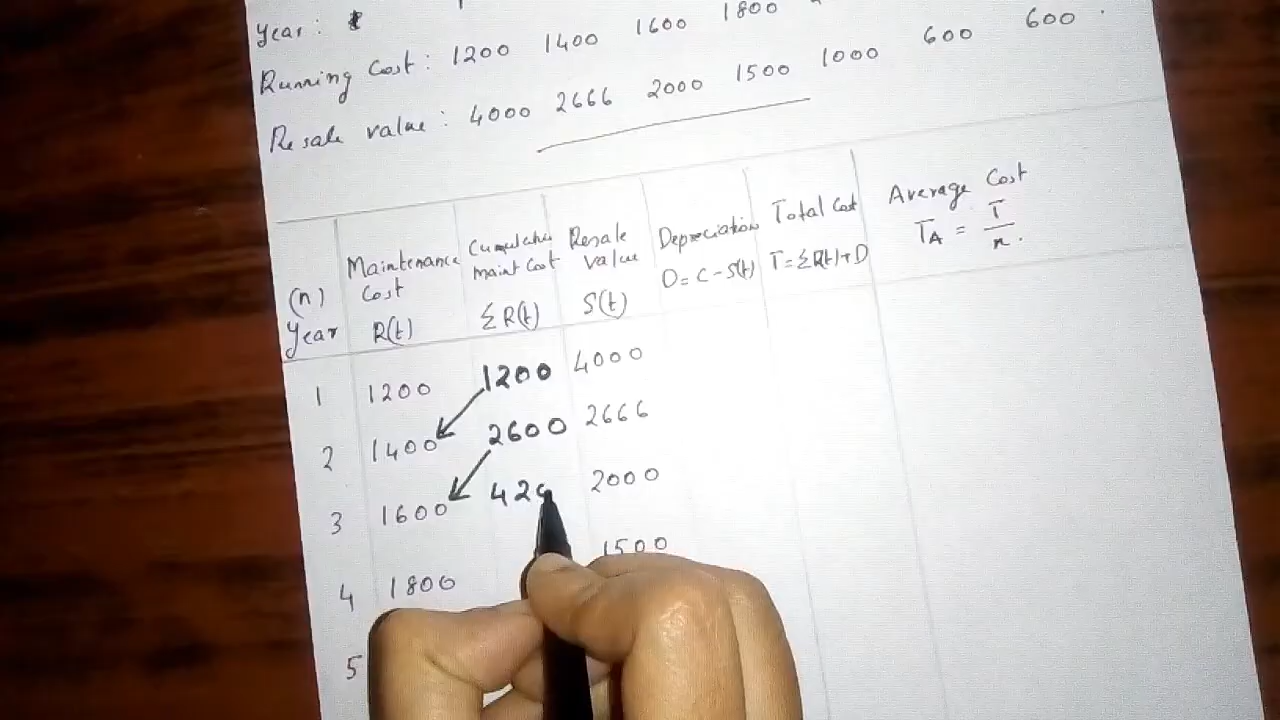 Year :
Running Cost : 1200 1400 1600 1800
Resale value : 4000 2666 2000 1500 1000 600 600
(n) Year
Maintenance Cost R(t)
Cumulative Maint Cost ΣR(t)
Resale Value S(t)
Depreciation D = C - S(t)
Total Cost T = ΣR(t) + D
Average Cost T_A = T/n.
1 1200 1200 4000
2 1400 2600 2666
3 1600 420 2000
4 1800 1500
5